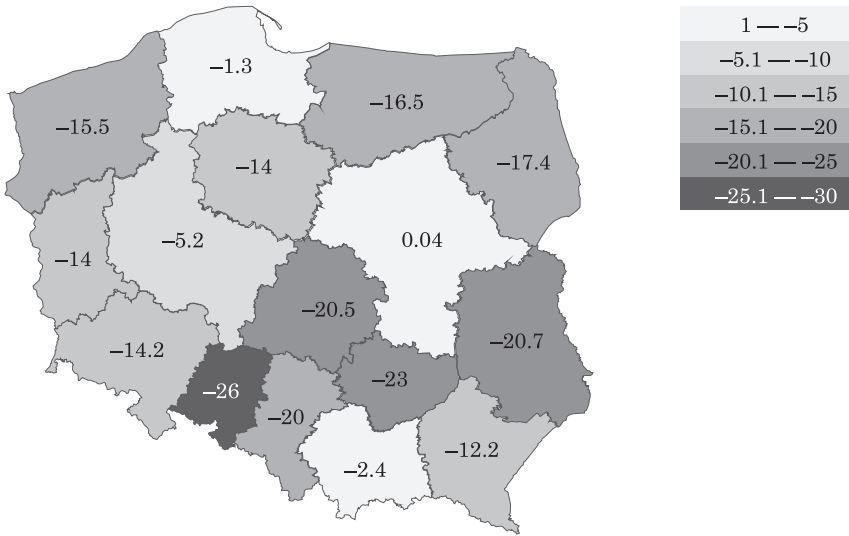 1 — –5
–5.1 — –10
–10.1 — –15
–15.1 — –20
–20.1 — –25
–25.1 — –30
–1.3
–16.5
–15.5
–14
–17.4
–5.2
0.04
–14
–20.5
–20.7
–14.2
–23
–26
–20
–12.2
–2.4